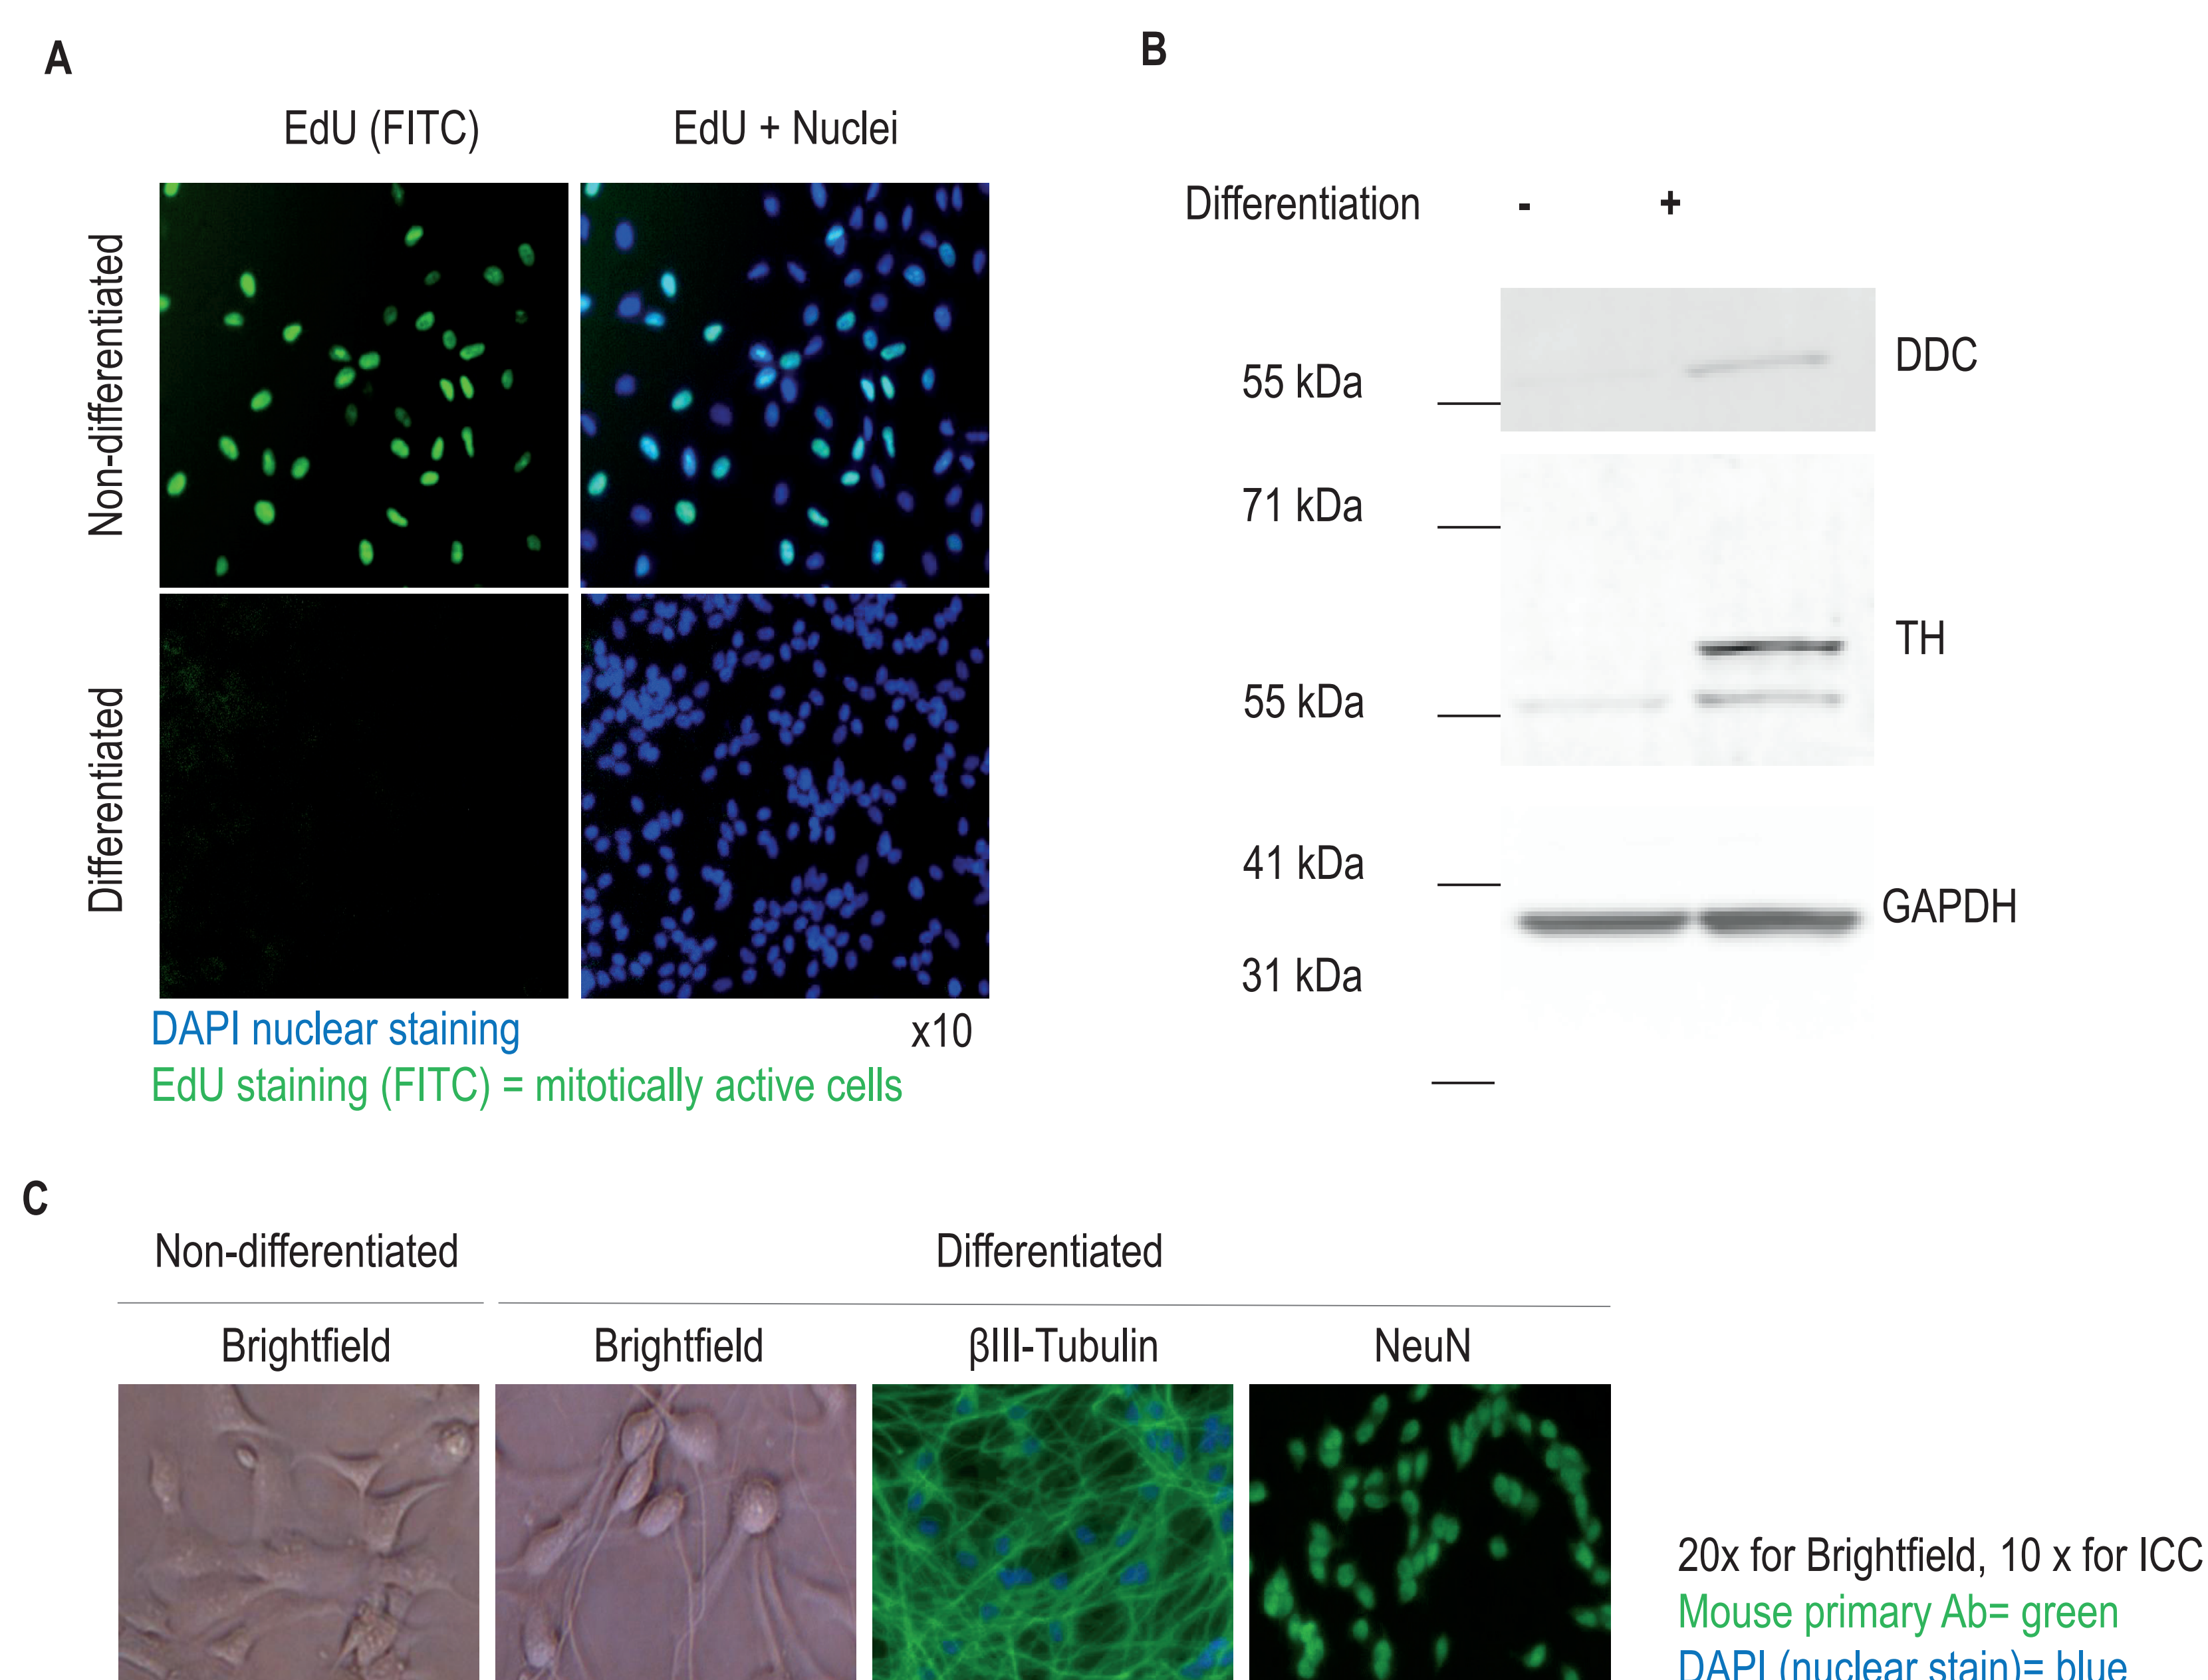 A
EdU (FITC)
EdU + Nuclei
Non-differentiated
Differentiated
DAPI nuclear staining
x10
EdU staining (FITC) = mitotically active cells
B
Differentiation - +
55 kDa
DDC
71 kDa
TH
55 kDa
41 kDa
GAPDH
31 kDa
C
Non-differentiated
Differentiated
Brightfield
Brightfield
βIII-Tubulin
NeuN
20x for Brightfield, 10 x for ICC
Mouse primary Ab= green
DAPI (nuclear stain)= blue